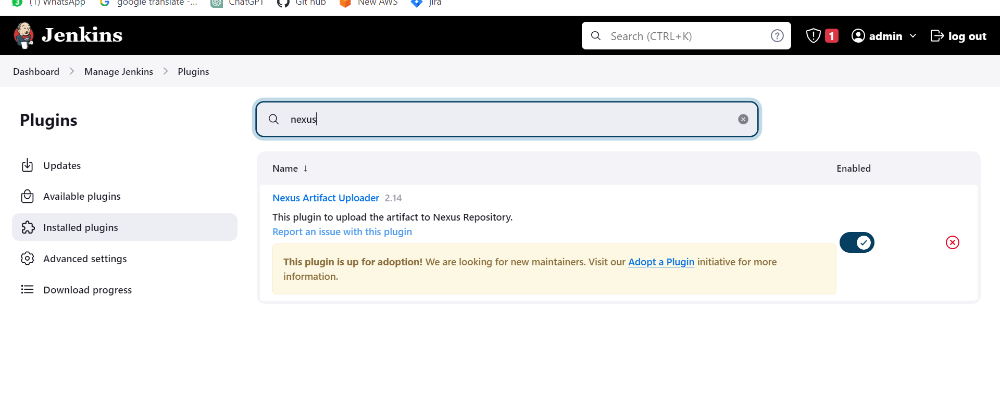 (1) WhatsApp google translate -... ChatGPT Git hub New AWS jira
Jenkins Search (CTRL+K) 1 admin log out
Dashboard Manage Jenkins Plugins
Plugins
nexus
Updates
Available plugins
Installed plugins
Advanced settings
Download progress
Name ↓ Enabled
Nexus Artifact Uploader 2.14
This plugin to upload the artifact to Nexus Repository.
Report an issue with this plugin
This plugin is up for adoption! We are looking for new maintainers. Visit our Adopt a Plugin initiative for more
information.